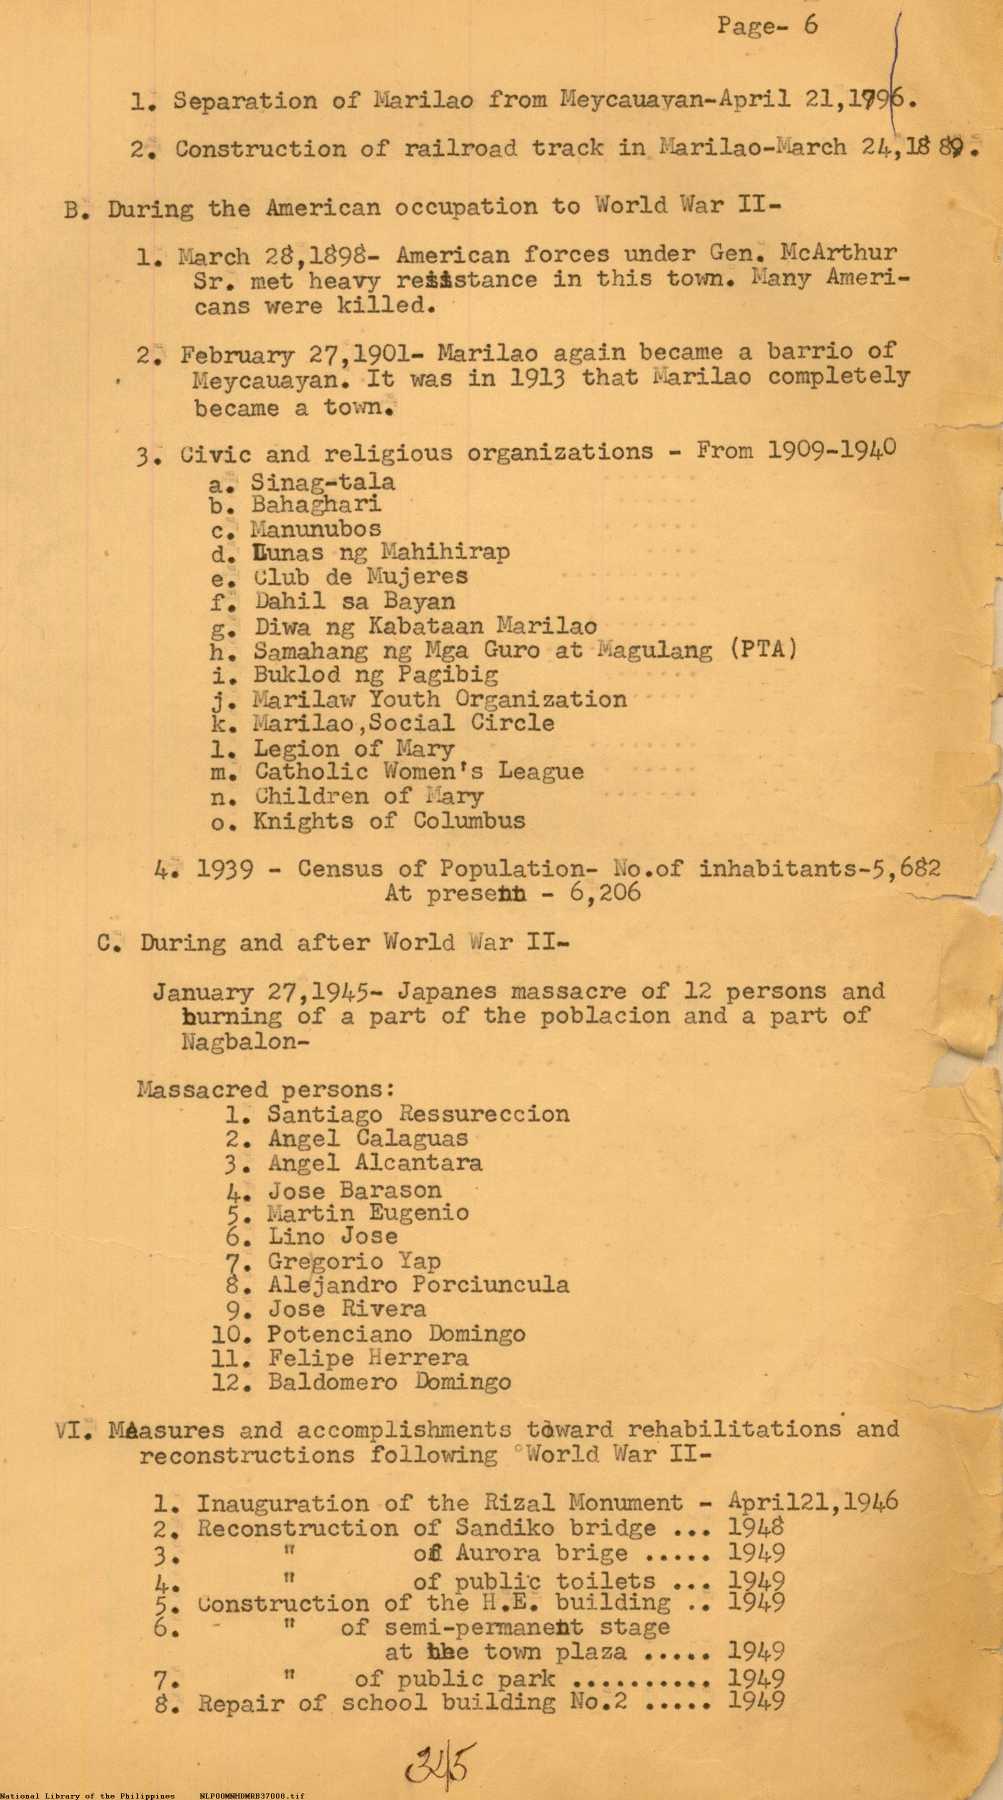 Page- 6
1. Separation of Marilao from Meycauayan-April 21,1796.
2. Construction of railroad track in Marilao-March 24,1889.
B. During the American occupation to World War II-
1. March 28,1898- American forces under Gen. McArthur
Sr. met heavy resistance in this town. Many Ameri-
cans were killed.
2. February 27,1901- Marilao again became a barrio of
Meycauayan. It was in 1913 that Marilao completely
became a town.
3. Civic and religious organizations - From 1909-1940
a. Sinag-tala
b. Bahaghari
c. Manunubos
d. Lunas ng Mahihirap
e. Club de Mujeres
f. Dahil sa Bayan
g. Diwa ng Kabataan Marilao
h. Samahang ng Mga Guro at Magulang (PTA)
i. Buklod ng Pagibig
j. Marilaw Youth Organization
k. Marilao,Social Circle
l. Legion of Mary
m. Catholic Women's League
n. Children of Mary
o. Knights of Columbus
4. 1939 - Census of Population- No.of inhabitants-5,682
At present - 6,206
C. During and after World War II-
January 27,1945- Japanes massacre of 12 persons and
burning of a part of the poblacion and a part of
Nagbalon-
Massacred persons:
1. Santiago Ressureccion
2. Angel Calaguas
3. Angel Alcantara
4. Jose Barason
5. Martin Eugenio
6. Lino Jose
7. Gregorio Yap
8. Alejandro Porciuncula
9. Jose Rivera
10. Potenciano Domingo
11. Felipe Herrera
12. Baldomero Domingo
VI. Measures and accomplishments toward rehabilitations and
reconstructions following World War II-
1. Inauguration of the Rizal Monument - April21,1946
2. Reconstruction of Sandiko bridge ... 1948
3. " of Aurora brige ..... 1949
4. " of public toilets ... 1949
5. Construction of the H.E. building .. 1949
6. " of semi-permanent stage
at the town plaza ..... 1949
7. " of public park .......... 1949
8. Repair of school building No.2 ..... 1949
345
National Library of the Philippines NLPOOMNHDMRB37000.tif